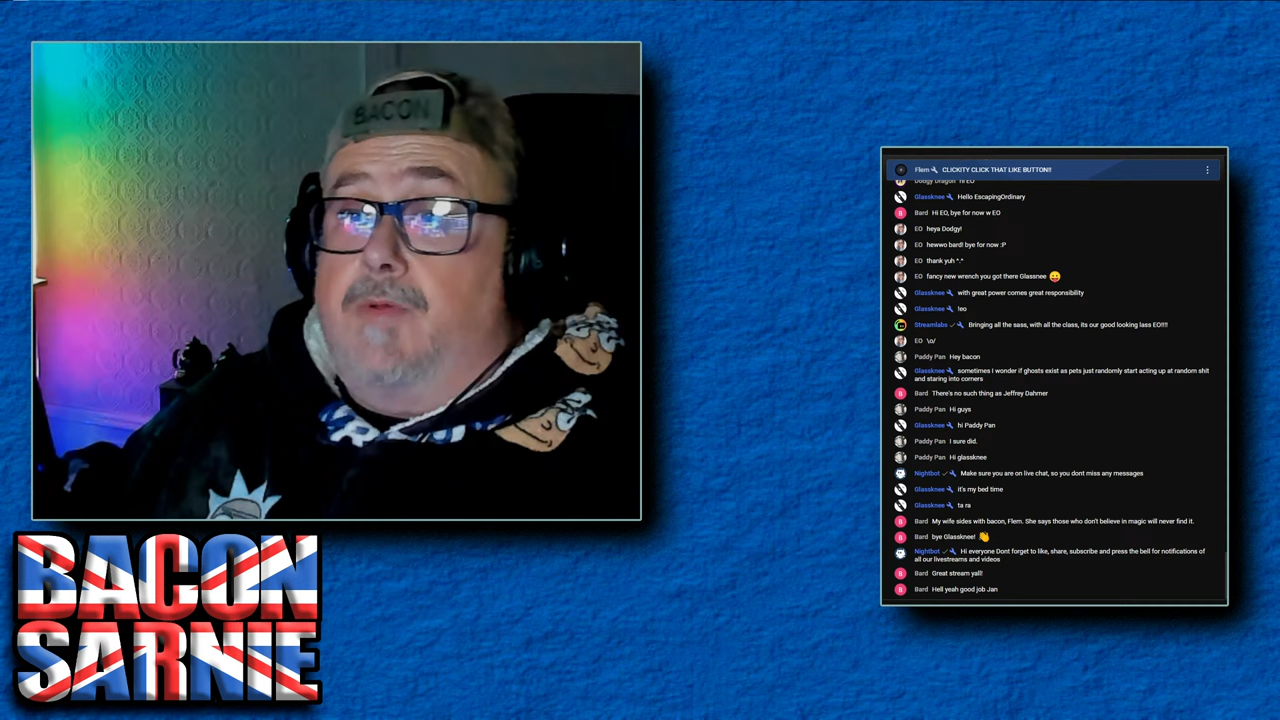 BACON
Flem CLICKITY CLICK THAT LIKE BUTTON!!
Dodgy Dragon hi EO
Glassknee Hello EscapingOrdinary
Bard Hi EO, bye for now w EO
EO heya Dodgy!
EO hewwo bard! bye for now :P
EO thank yuh ^.^
EO fancy new wrench you got there Glassnee 😛
Glassknee with great power comes great responsibility
Glassknee !eo
Streamlabs Bringing all the sass, with all the class, its our good looking lass EO!!!!
EO \o/
Paddy Pan Hey bacon
Glassknee sometimes I wonder if ghosts exist as pets just randomly start acting up at random shit
and staring into corners
Bard There's no such thing as Jeffrey Dahmer
Paddy Pan Hi guys
Glassknee hi Paddy Pan
Paddy Pan I sure did.
Paddy Pan Hi glassknee
Nightbot Make sure you are on live chat, so you dont miss any messages
Glassknee it's my bed time
Glassknee ta ra
Bard My wife sides with bacon, Flem. She says those who don't believe in magic will never find it.
Bard bye Glassknee! 👋
Nightbot Hi everyone Dont forget to like, share, subscribe and press the bell for notifications of
all our livestreams and videos
Bard Great stream yall!
Bard Hell yeah good job Jan
BACON
SARNIE